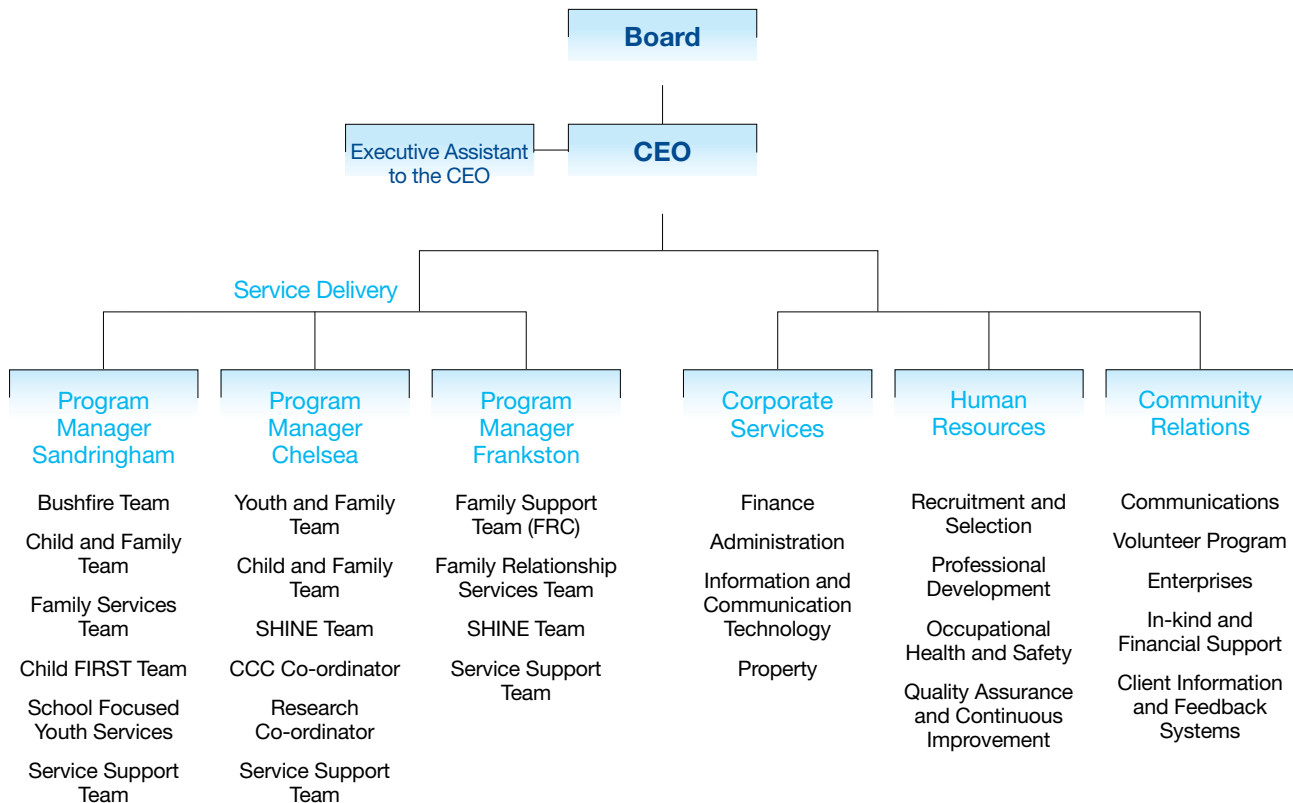 Board
Executive Assistant
to the CEO
CEO
Service Delivery
Program
Manager
Sandringham
Bushfire Team
Child and Family
Team
Family Services
Team
Child FIRST Team
School Focused
Youth Services
Service Support
Team
Program
Manager
Chelsea
Youth and Family
Team
Child and Family
Team
SHINE Team
CCC Co-ordinator
Research
Co-ordinator
Service Support
Team
Program
Manager
Frankston
Family Support
Team (FRC)
Family Relationship
Services Team
SHINE Team
Service Support
Team
Corporate
Services
Finance
Administration
Information and
Communication
Technology
Property
Human
Resources
Recruitment and
Selection
Professional
Development
Occupational
Health and Safety
Quality Assurance
and Continuous
Improvement
Community
Relations
Communications
Volunteer Program
Enterprises
In-kind and
Financial Support
Client Information
and Feedback
Systems